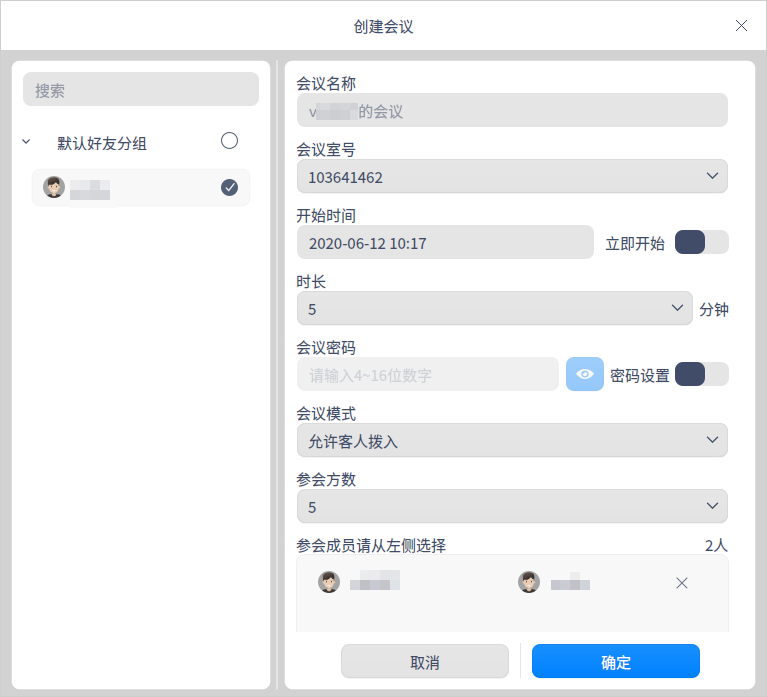 创建会议
搜索
默认好友分组
会议名称
v 的会议
会议室号
103641462
开始时间
2020-06-12 10:17 立即开始
时长
5 分钟
会议密码
请输入4~16位数字 密码设置
会议模式
允许客人拨入
参会方数
5
参会成员请从左侧选择 2人
取消 确定